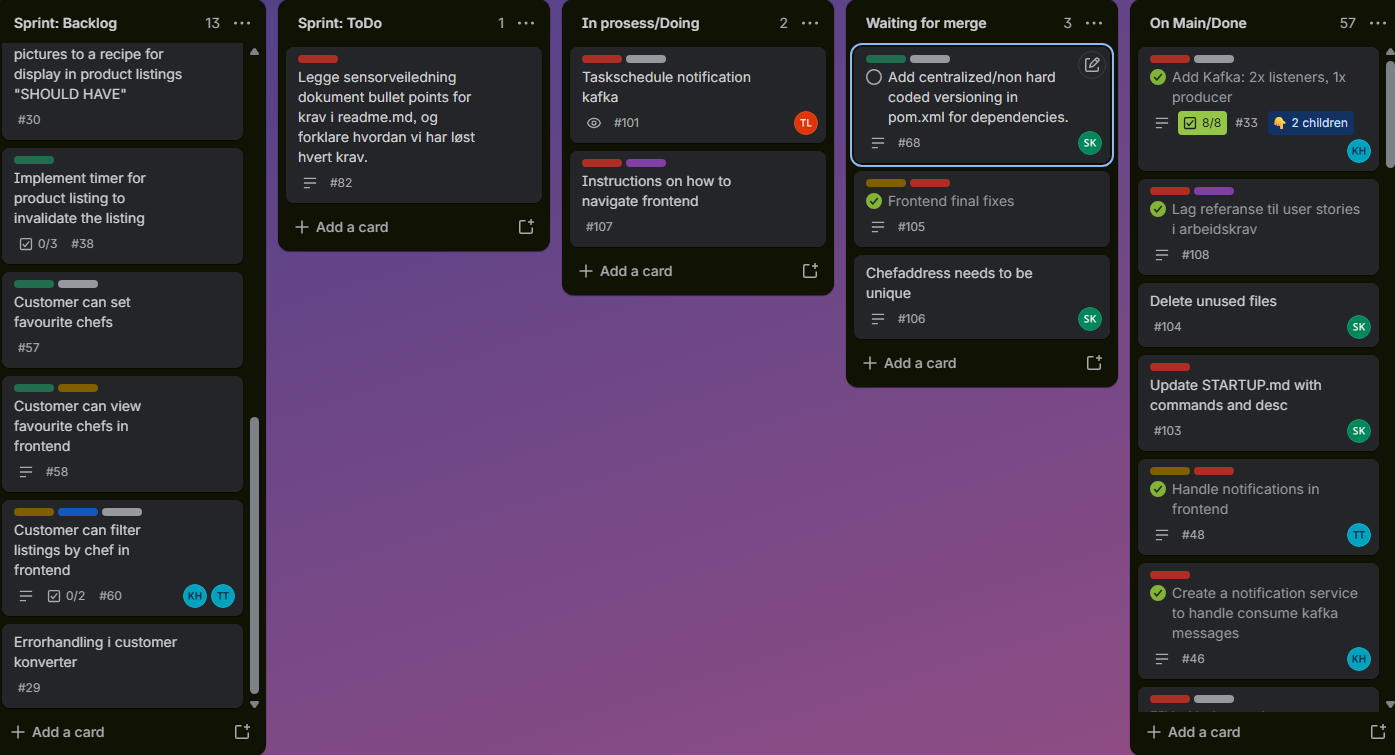 Sprint: Backlog 13
pictures to a recipe for
display in product listings
"SHOULD HAVE"
#30
Implement timer for
product listing to
invalidate the listing
0/3 #38
Customer can set
favourite chefs
#57
Customer can view
favourite chefs in
frontend
#58
Customer can filter
listings by chef in
frontend
0/2 #60 KH TT
Errorhandling i customer
konverter
#29
Add a card
Sprint: ToDo 1
Legge sensorveiledning
dokument bullet points for
krav i readme.md, og
forklare hvordan vi har løst
hvert krav.
#82
Add a card
In prosess/Doing 2
Taskschedule notification
kafka
#101 TL
Instructions on how to
navigate frontend
#107
Add a card
Waiting for merge 3
Add centralized/non hard
coded versioning in
pom.xml for dependencies.
#68 SK
Frontend final fixes
#105
Chefaddress needs to be
unique
#106 SK
Add a card
On Main/Done 57
Add Kafka: 2x listeners, 1x
producer
8/8 #33 2 children
KH
Lag referanse til user stories
i arbeidskrav
#108
Delete unused files
#104 SK
Update STARTUP.md with
commands and desc
#103 SK
Handle notifications in
frontend
#48 TT
Create a notification service
to handle consume kafka
messages
#46 KH
Add a card